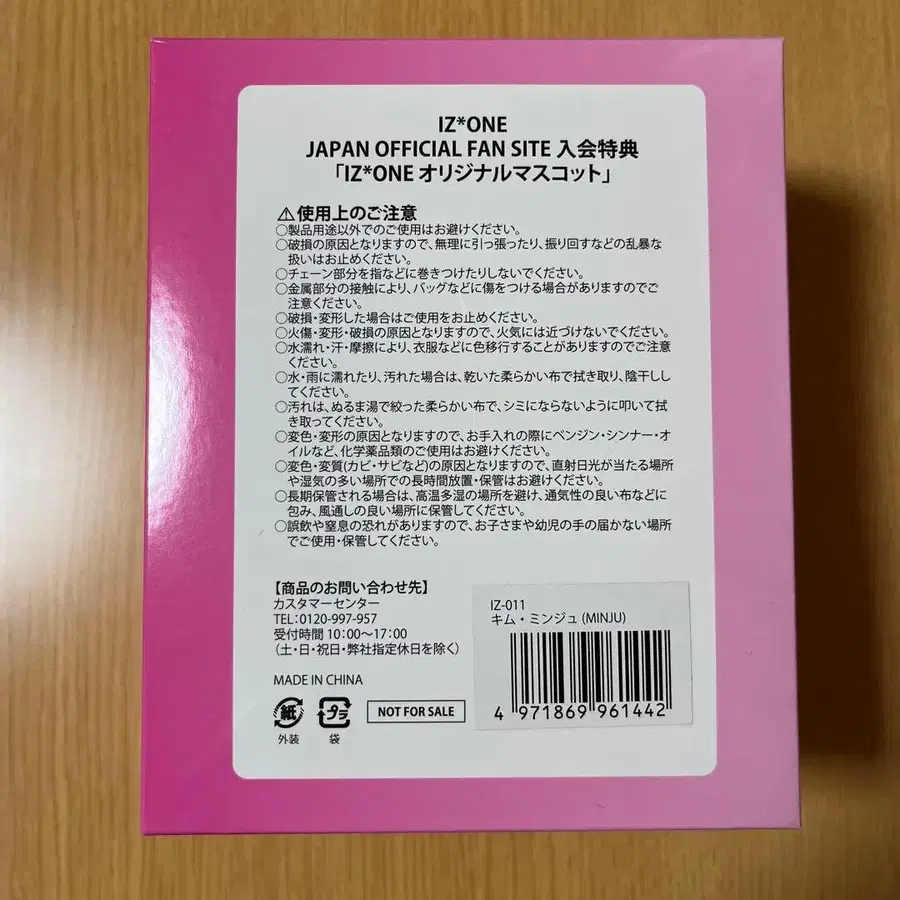 IZ*ONE
JAPAN OFFICIAL FAN SITE 入会特典
「IZ*ONE オリジナルマスコット」
⚠使用上のご注意
○製品用途以外でのご使用はお避けください。
○破損の原因となりますので、無理に引っ張ったり、振り回すなどの乱暴な
扱いはお止めください。
○チェーン部分を指などに巻きつけたりしないでください。
○金属部分の接触により、バッグなどに傷をつける場合がありますのでご
注意ください。
○破損・変形した場合はご使用をお止めください。
○火傷・変形・破損の原因となりますので、火気には近づけないでください。
○水濡れ・汗・摩擦により、衣服などに色移行することがありますのでご注意
ください。
○水・雨に濡れたり、汚れた場合は、乾いた柔らかい布で拭き取り、陰干し
してください。
○汚れは、ぬるま湯で絞った柔らかい布で、シミにならないように叩いて拭
き取ってください。
○変色・変形の原因となりますので、お手入れの際にベンジン・シンナー・オ
イルなど、化学薬品類のご使用はお避けください。
○変色・変質(カビ・サビなど)の原因となりますので、直射日光が当たる場所
や湿気の多い場所での長時間放置・保管はお避けください。
○長期保管される場合は、高温多湿の場所を避け、通気性の良い布などに
包み、風通しの良い場所に保管してください。
○誤飲や窒息の恐れがありますので、お子さまや幼児の手の届かない場所
でご使用・保管してください。
【商品のお問い合わせ先】
カスタマーセンター
TEL:0120-997-957
受付時間 10:00〜17:00
(土・日・祝日・弊社指定休日を除く)
MADE IN CHINA
紙 プラ NOT FOR SALE
外装 袋
IZ-011
キム・ミンジュ (MINJU)
4 971869 961442